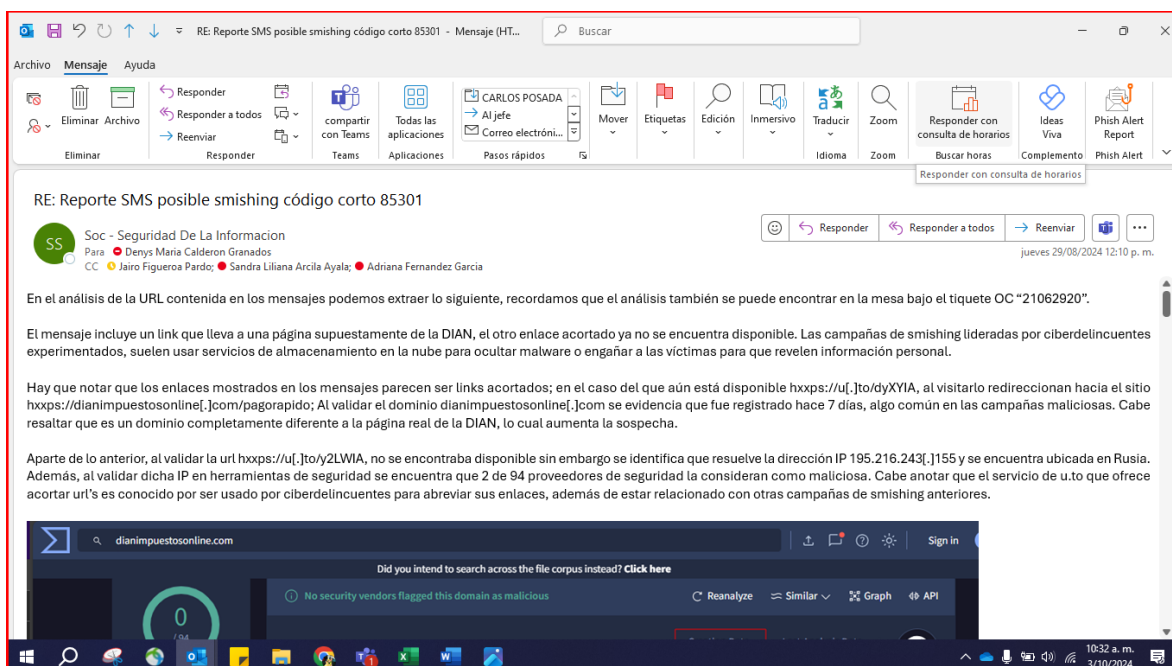 RE: Reporte SMS posible smishing código corto 85301 - Mensaje (HT...
Buscar
Archivo Mensaje Ayuda
Eliminar Archivo
Responder
Responder a todos
Reenviar
compartir con Teams
Todas las aplicaciones
CARLOS POSADA
Al jefe
Correo electróni...
Mover
Etiquetas
Edición
Inmersivo
Traducir
Zoom
Responder con consulta de horarios
Ideas Viva
Phish Alert Report
Eliminar Responder Teams Aplicaciones Pasos rápidos Idioma Zoom Buscar horas Complemento Phish Alert
Responder con consulta de horarios
RE: Reporte SMS posible smishing código corto 85301
SS
Soc - Seguridad De La Informacion
Para Denys Maria Calderon Granados
CC Jairo Figueroa Pardo; Sandra Liliana Arcila Ayala; Adriana Fernandez Garcia
Responder Responder a todos Reenviar
jueves 29/08/2024 12:10 p. m.
En el análisis de la URL contenida en los mensajes podemos extraer lo siguiente, recordamos que el análisis también se puede encontrar en la mesa bajo el tiquete OC “21062920”.
El mensaje incluye un link que lleva a una página supuestamente de la DIAN, el otro enlace acortado ya no se encuentra disponible. Las campañas de smishing lideradas por ciberdelincuentes
experimentados, suelen usar servicios de almacenamiento en la nube para ocultar malware o engañar a las víctimas para que revelen información personal.
Hay que notar que los enlaces mostrados en los mensajes parecen ser links acortados; en el caso del que aún está disponible hxxps://u[.]to/dyXYIA, al visitarlo redireccionan hacia el sitio
hxxps://dianimpuestosonline[.]com/pagorapido; Al validar el dominio dianimpuestosonline[.]com se evidencia que fue registrado hace 7 días, algo común en las campañas maliciosas. Cabe
resaltar que es un dominio completamente diferente a la página real de la DIAN, lo cual aumenta la sospecha.
Aparte de lo anterior, al validar la url hxxps://u[.]to/y2LWIA, no se encontraba disponible sin embargo se identifica que resuelve la dirección IP 195.216.243[.]155 y se encuentra ubicada en Rusia.
Además, al validar dicha IP en herramientas de seguridad se encuentra que 2 de 94 proveedores de seguridad la consideran como maliciosa. Cabe anotar que el servicio de u.to que ofrece
acortar url's es conocido por ser usado por ciberdelincuentes para abreviar sus enlaces, además de estar relacionado con otras campañas de smishing anteriores.
dianimpuestosonline.com
Sign in
Did you intend to search across the file corpus instead? Click here
0
/ 94
No security vendors flagged this domain as malicious
Reanalyze Similar Graph API
10:32 a. m.
3/10/2024